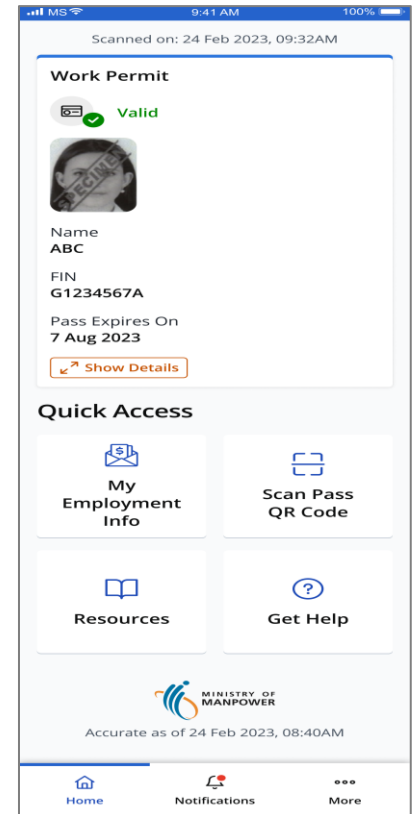 MS 9:41 AM 100%
Scanned on: 24 Feb 2023, 09:32AM
Work Permit
Valid
SPECIMEN
Name
ABC
FIN
G1234567A
Pass Expires On
7 Aug 2023
Show Details
Quick Access
My
Employment
Info
Scan Pass
QR Code
Resources
Get Help
MINISTRY OF
MANPOWER
Accurate as of 24 Feb 2023, 08:40AM
Home Notifications More